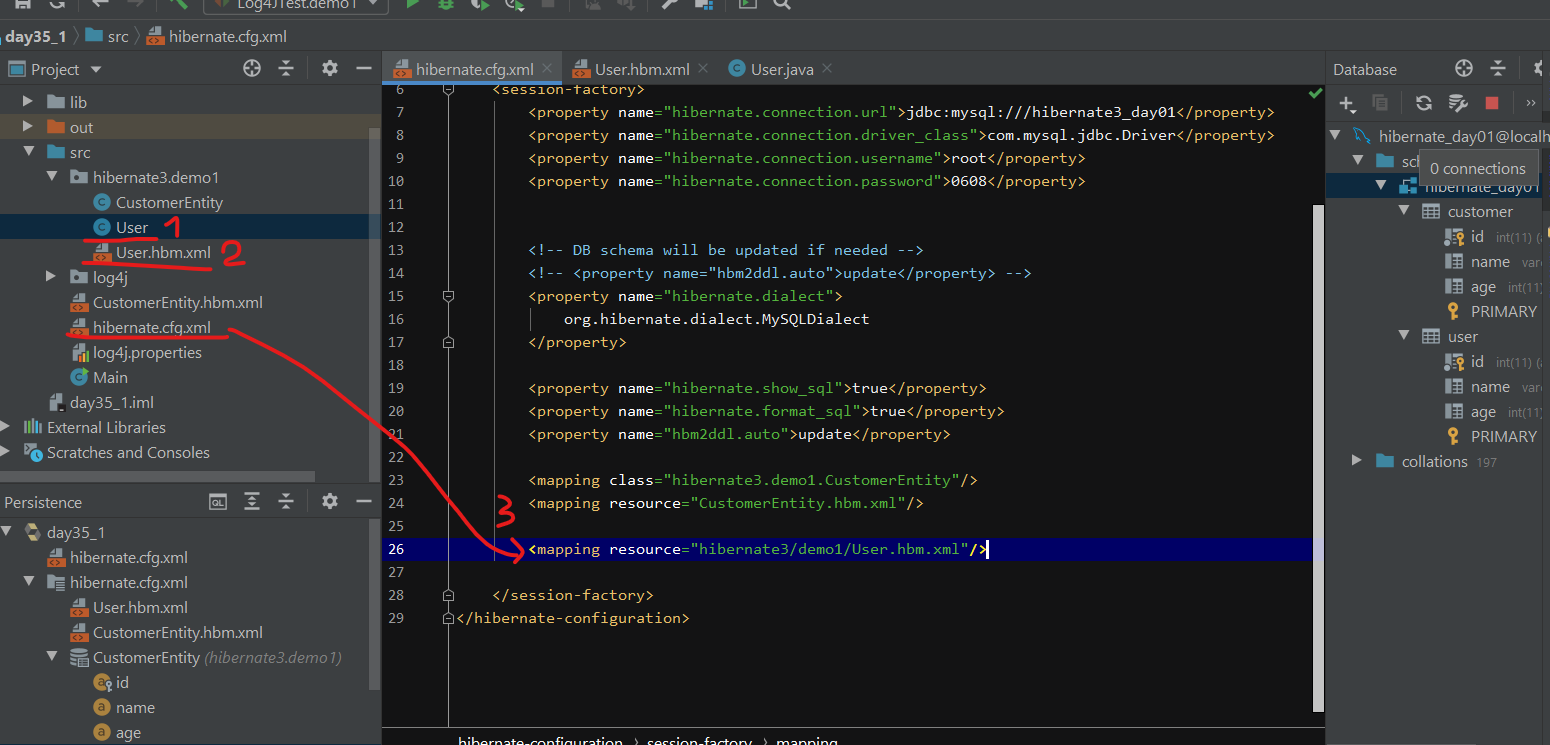 Log4JTest.demo1
day35_1 src hibernate.cfg.xml
Project
lib
out
src
hibernate3.demo1
CustomerEntity
User 1
User.hbm.xml 2
log4j
CustomerEntity.hbm.xml
hibernate.cfg.xml
log4j.properties
Main
day35_1.iml
External Libraries
Scratches and Consoles
Persistence
QL
day35_1
hibernate.cfg.xml
hibernate.cfg.xml
User.hbm.xml
CustomerEntity.hbm.xml
CustomerEntity (hibernate3.demo1)
id
name
age
hibernate.cfg.xml User.hbm.xml User.java
6 <session-factory>
7 <property name="hibernate.connection.url">jdbc:mysql:///hibernate3_day01</property>
8 <property name="hibernate.connection.driver_class">com.mysql.jdbc.Driver</property>
9 <property name="hibernate.connection.username">root</property>
10 <property name="hibernate.connection.password">0608</property>
11
12
13 <!-- DB schema will be updated if needed -->
14 <!-- <property name="hbm2ddl.auto">update</property> -->
15 <property name="hibernate.dialect">
16 org.hibernate.dialect.MySQLDialect
17 </property>
18
19 <property name="hibernate.show_sql">true</property>
20 <property name="hibernate.format_sql">true</property>
21 <property name="hbm2ddl.auto">update</property>
22
23 <mapping class="hibernate3.demo1.CustomerEntity"/>
24 <mapping resource="CustomerEntity.hbm.xml"/>
3
25
26 <mapping resource="hibernate3/demo1/User.hbm.xml"/>
27
28 </session-factory>
29 </hibernate-configuration>
hibernate-configuration › session-factory › mapping
Database
hibernate_day01@localh
sch
0 connections
hibernate_day01
customer
id int(11) (a
name varc
age int(11)
PRIMARY
user
id int(11) (a
name varc
age int(11)
PRIMARY
collations 197